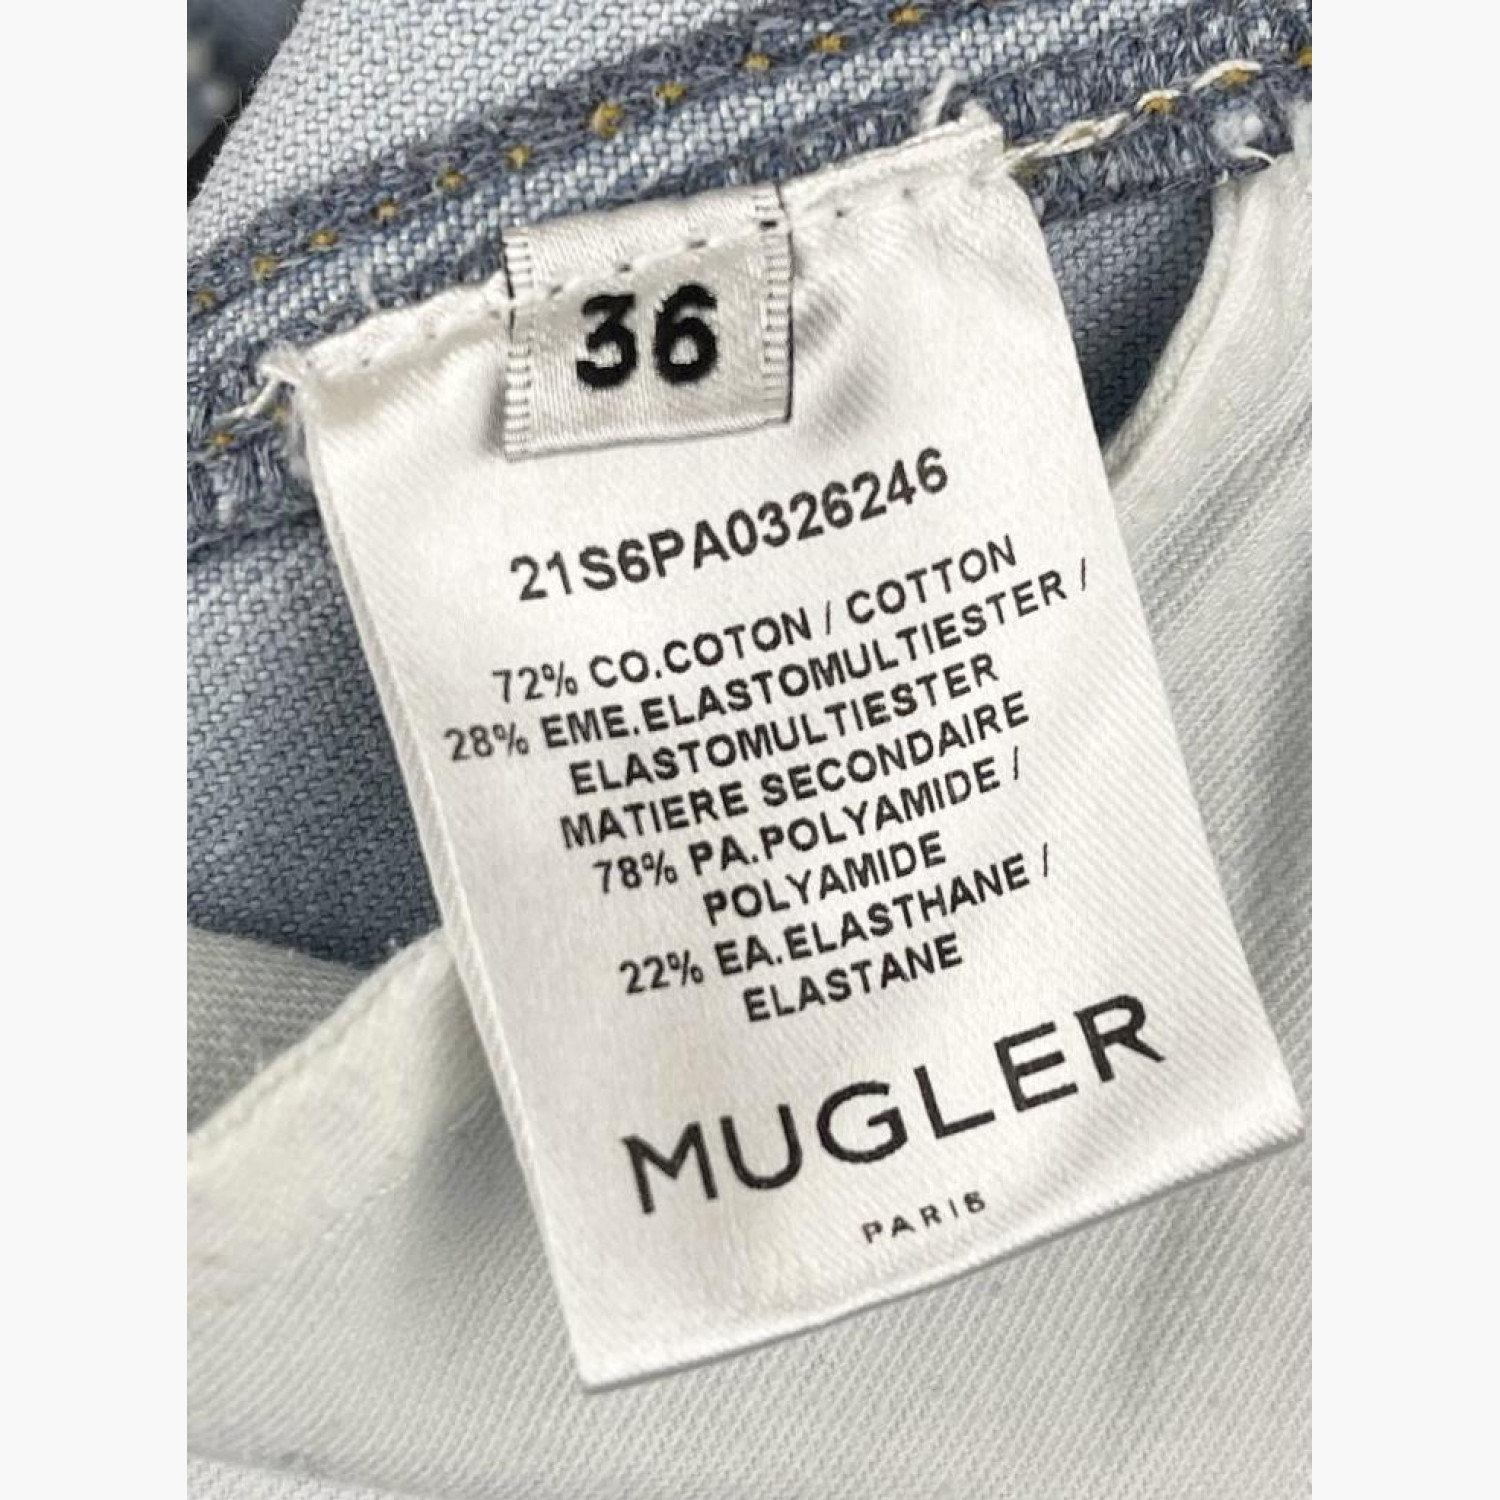 36
21S6PA0326246
72% CO.COTON / COTTON
28% EME.ELASTOMULTIESTER /
ELASTOMULTIESTER
MATIERE SECONDAIRE
78% PA.POLYAMIDE /
POLYAMIDE
22% EA.ELASTHANE /
ELASTANE
MUGLER
PARIS